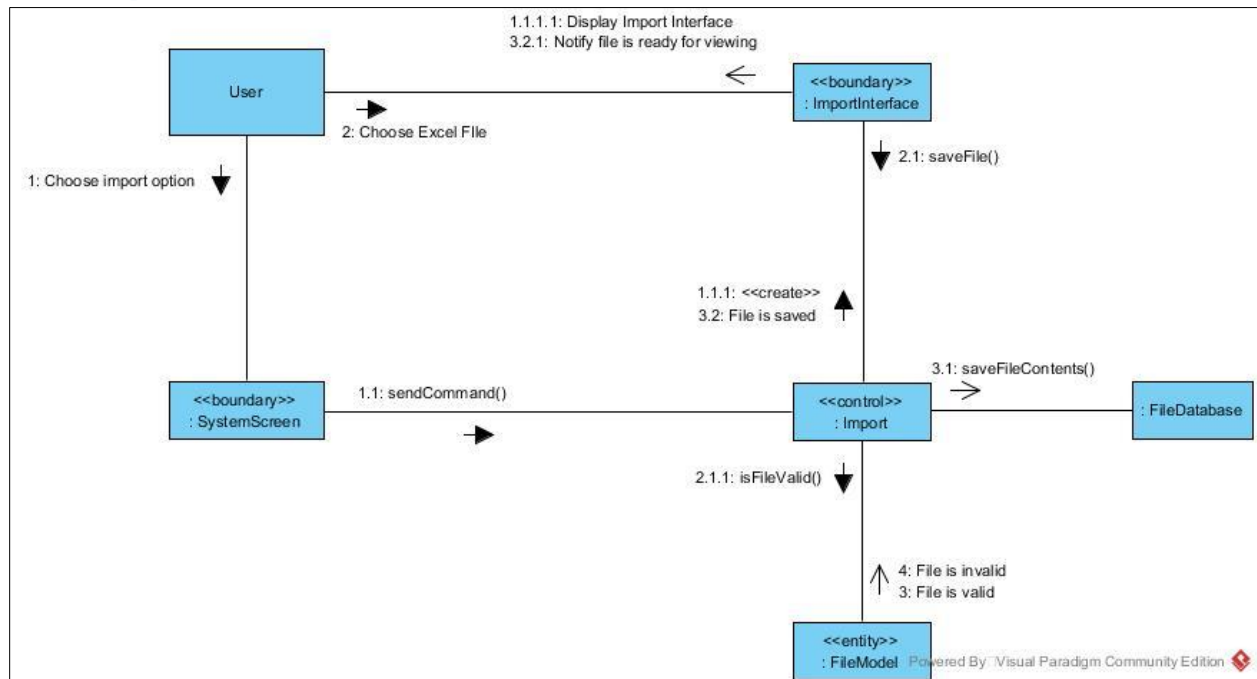 1.1.1.1: Display Import Interface
3.2.1: Notify file is ready for viewing
User
<<boundary>>
: ImportInterface
2: Choose Excel FIle
2.1: saveFile()
1: Choose import option
1.1.1: <<create>>
3.2: File is saved
3.1: saveFileContents()
<<boundary>>
: SystemScreen
1.1: sendCommand()
<<control>>
: Import
: FileDatabase
2.1.1: isFileValid()
4: File is invalid
3: File is valid
<<entity>>
: FileModel
Powered By Visual Paradigm Community Edition